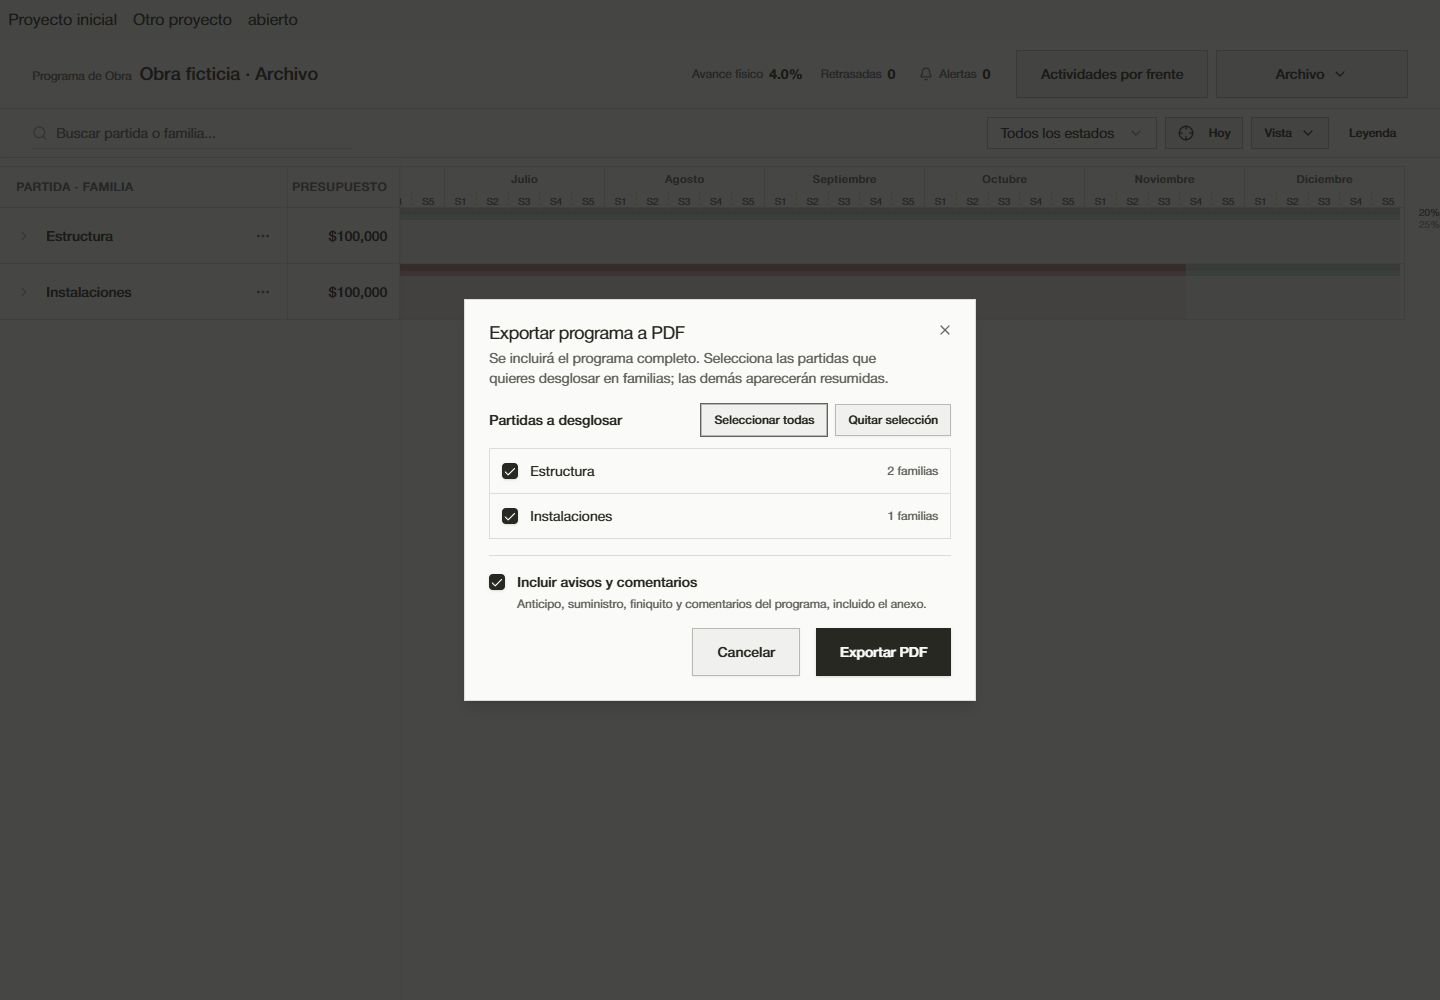 Proyecto inicial Otro proyecto abierto
Programa de Obra Obra ficticia · Archivo
Avance físico 4.0% Retrasadas 0 Alertas 0
Actividades por frente
Archivo
Buscar partida o familia...
Todos los estados
Hoy
Vista
Leyenda
PARTIDA · FAMILIA PRESUPUESTO
Julio Agosto Septiembre Octubre Noviembre Diciembre
S5 S1 S2 S3 S4 S5 S1 S2 S3 S4 S5 S1 S2 S3 S4 S5 S1 S2 S3 S4 S5 S1 S2 S3 S4 S5 S1 S2 S3 S4 S5
Estructura ··· $100,000
20%
25%
Instalaciones ··· $100,000
Exportar programa a PDF
Se incluirá el programa completo. Selecciona las partidas que
quieres desglosar en familias; las demás aparecerán resumidas.
Partidas a desglosar
Seleccionar todas
Quitar selección
Estructura 2 familias
Instalaciones 1 familias
Incluir avisos y comentarios
Anticipo, suministro, finiquito y comentarios del programa, incluido el anexo.
Cancelar
Exportar PDF